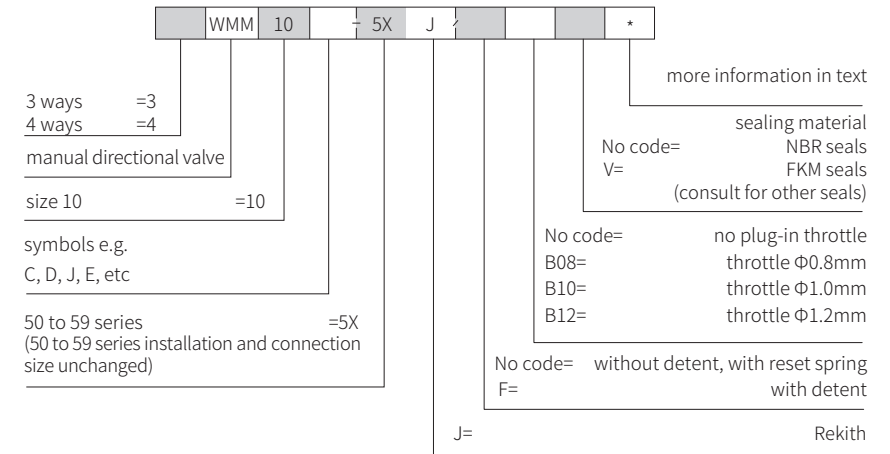 WMM 10 - 5X J / *
more information in text
3 ways =3
4 ways =4
sealing material
No code= NBR seals
V= FKM seals
(consult for other seals)
manual directional valve
size 10 =10
symbols e.g.
C, D, J, E, etc
No code= no plug-in throttle
B08= throttle Φ0.8mm
B10= throttle Φ1.0mm
B12= throttle Φ1.2mm
50 to 59 series =5X
(50 to 59 series installation and connection
size unchanged)
No code= without detent, with reset spring
F= with detent
J= Rekith